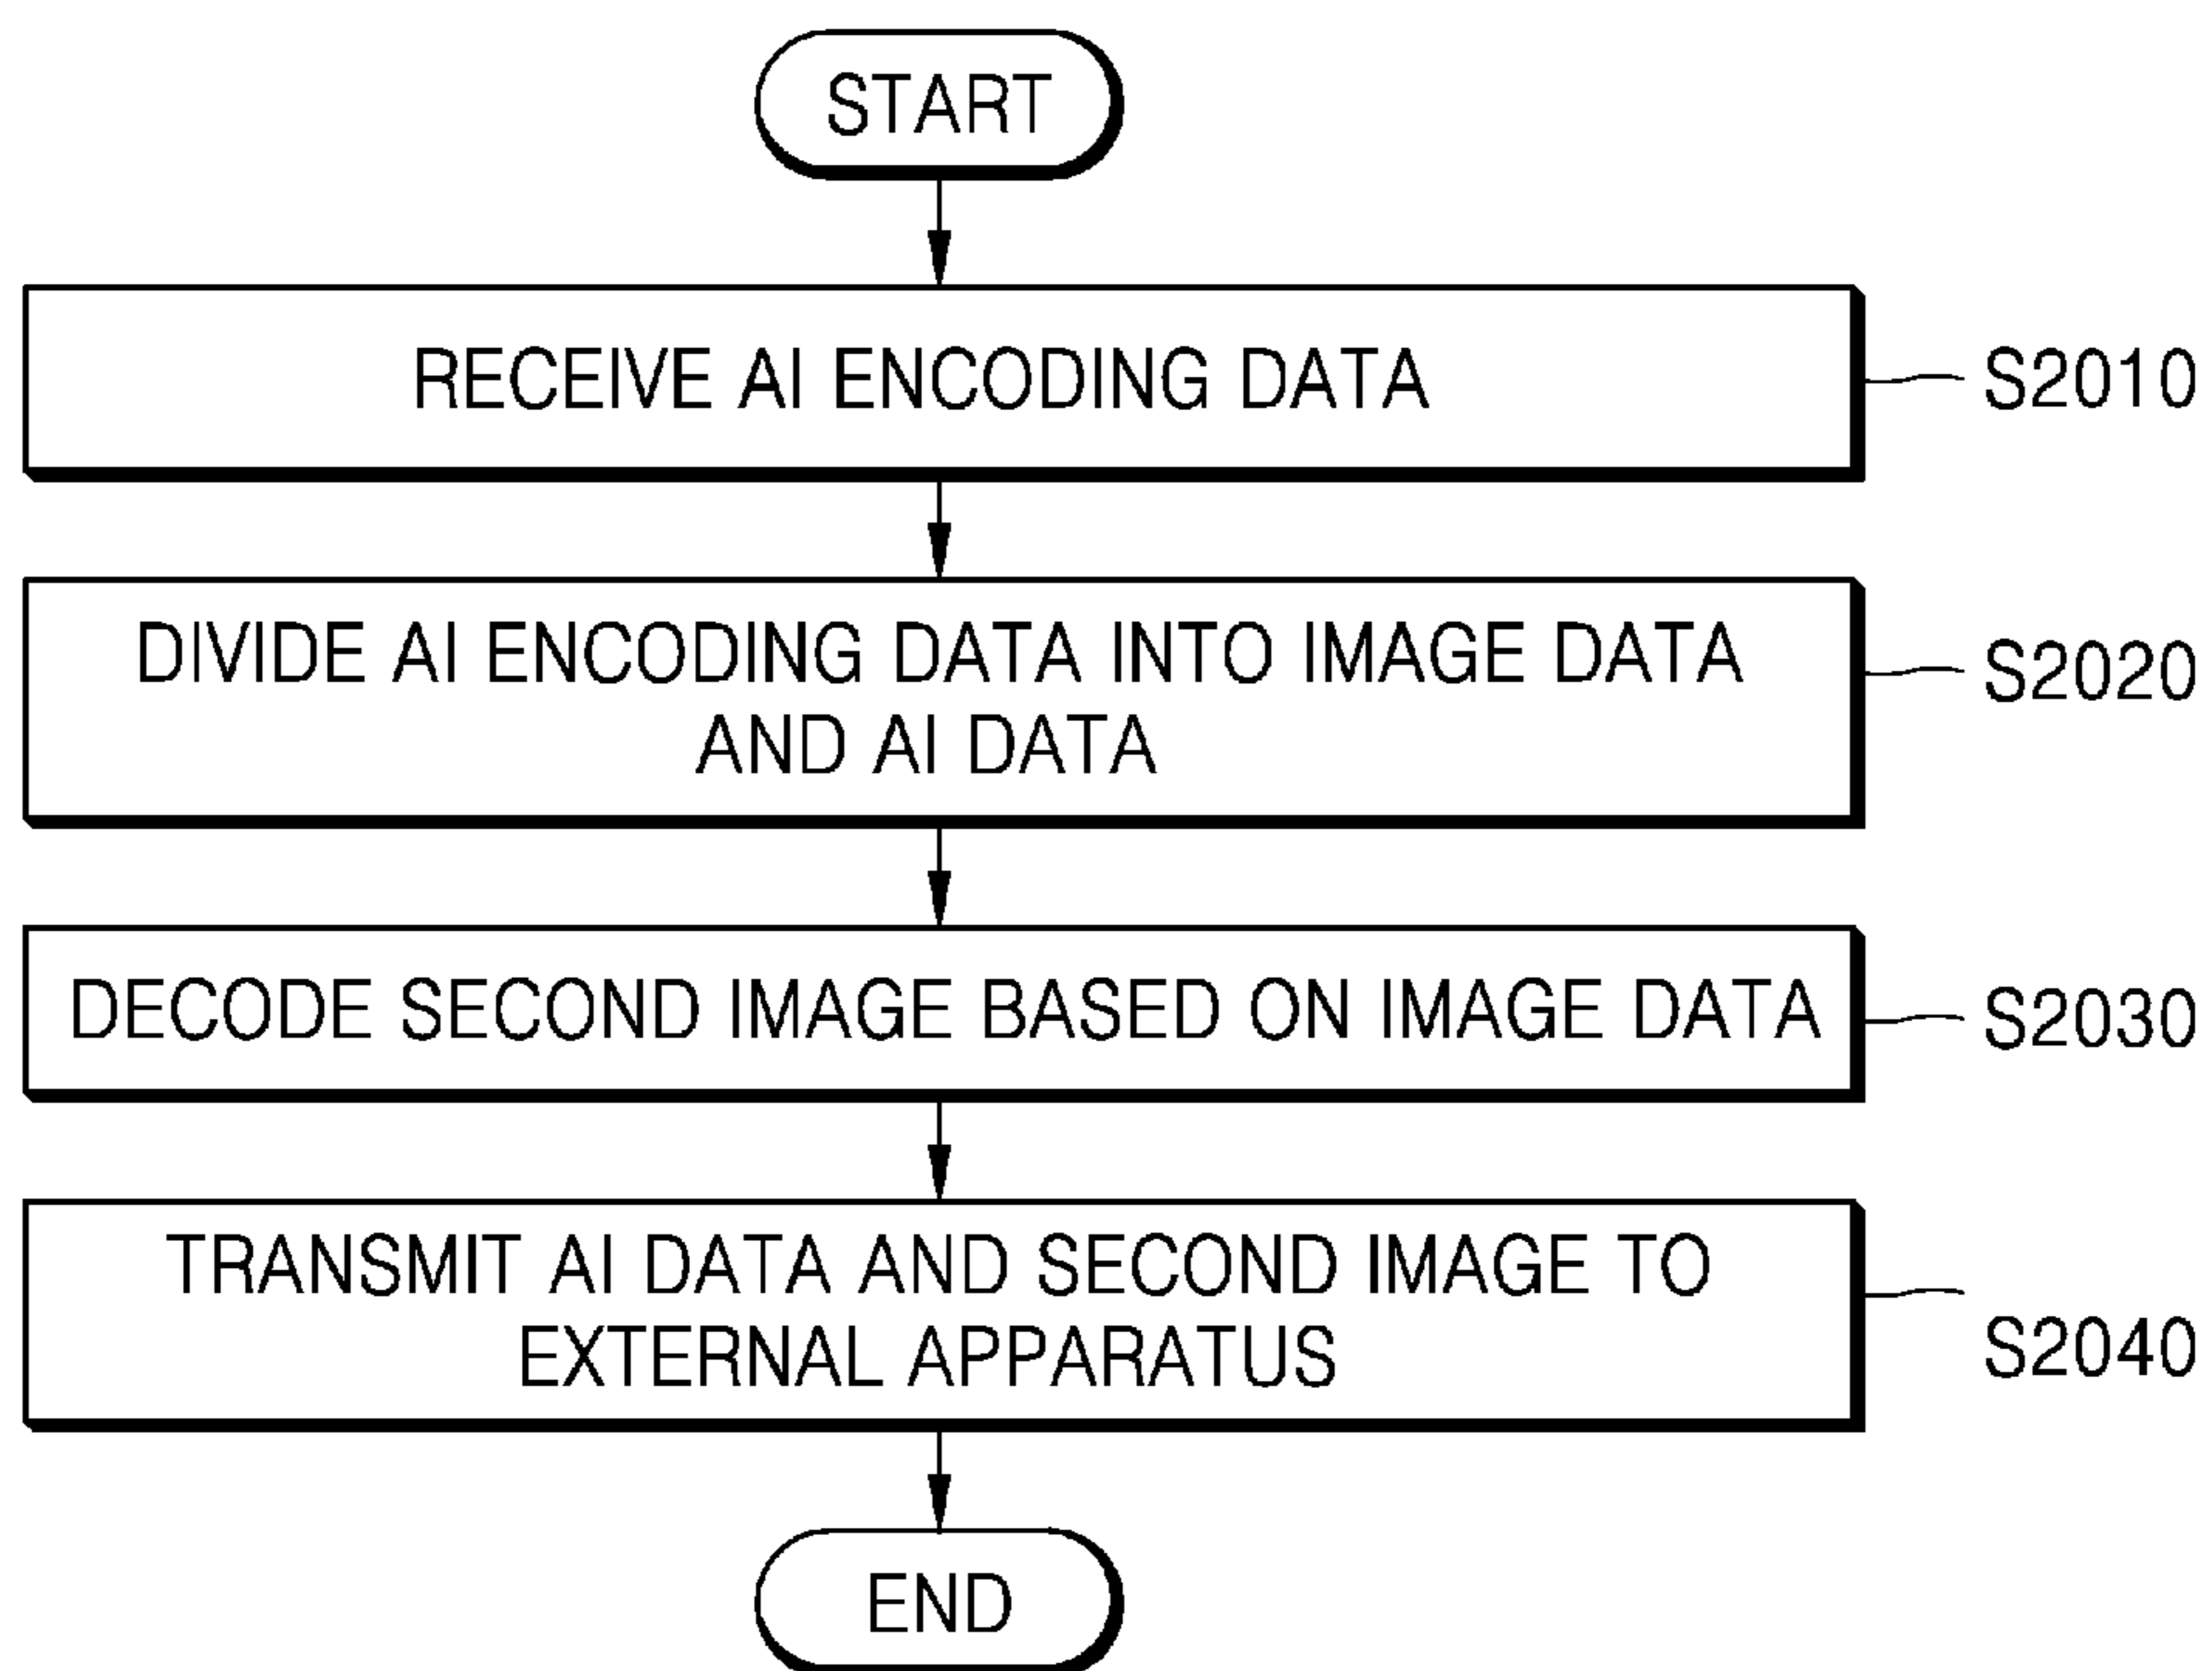 START
RECEIVE AI ENCODING DATA
S2010
DIVIDE AI ENCODING DATA INTO IMAGE DATA
AND AI DATA
S2020
DECODE SECOND IMAGE BASED ON IMAGE DATA
S2030
TRANSMIT AI DATA AND SECOND IMAGE TO
EXTERNAL APPARATUS
S2040
END